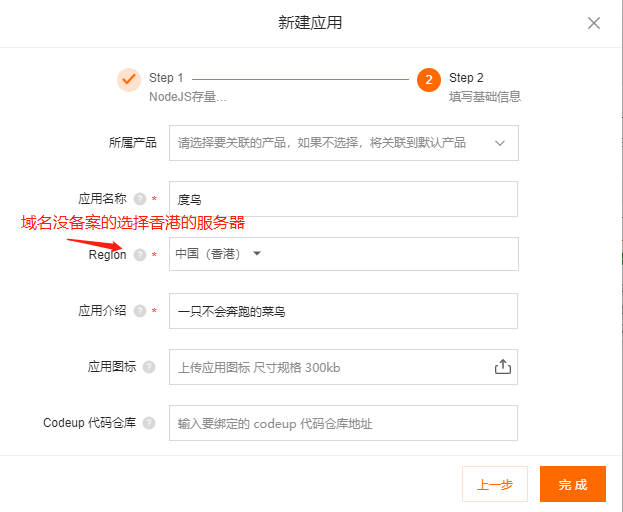 新建应用
Step 1
NodeJS存量...
2
Step 2
填写基础信息
所属产品
请选择要关联的产品，如果不选择，将关联到默认产品
应用名称 ? *
度鸟
域名没备案的选择香港的服务器
Region ? *
中国（香港）
应用介绍 ? *
一只不会奔跑的菜鸟
应用图标 ?
上传应用图标 尺寸规格 300kb
Codeup 代码仓库 ?
输入要绑定的 codeup 代码仓库地址
上一步
完 成